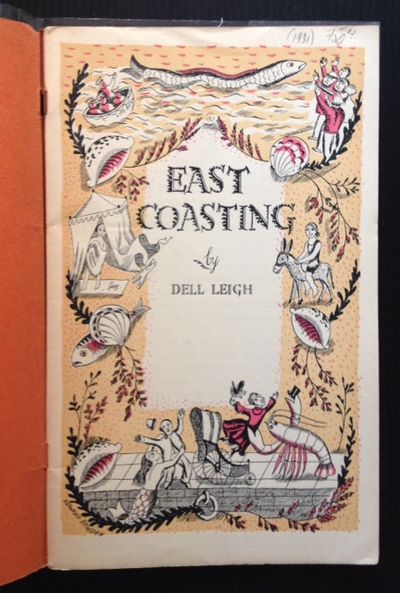 (1931)
EAST
COASTING
by
DELL LEIGH